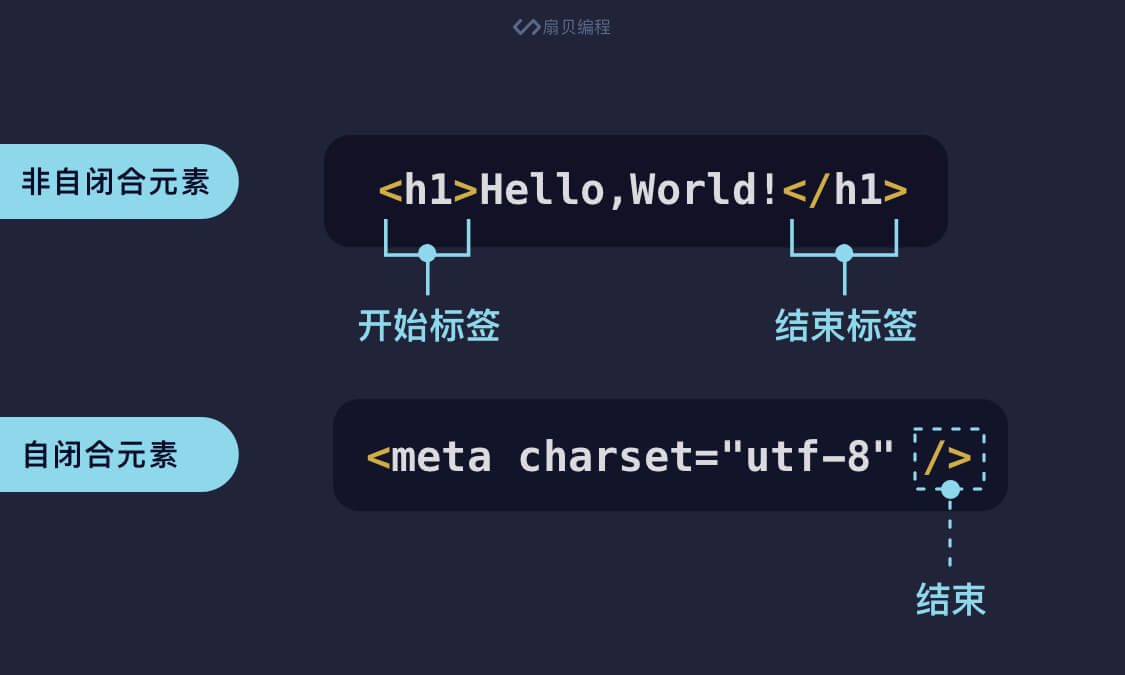 扇贝编程
非自闭合元素
<h1>Hello,World!</h1>
开始标签
结束标签
自闭合元素
<meta charset="utf-8" />
结束